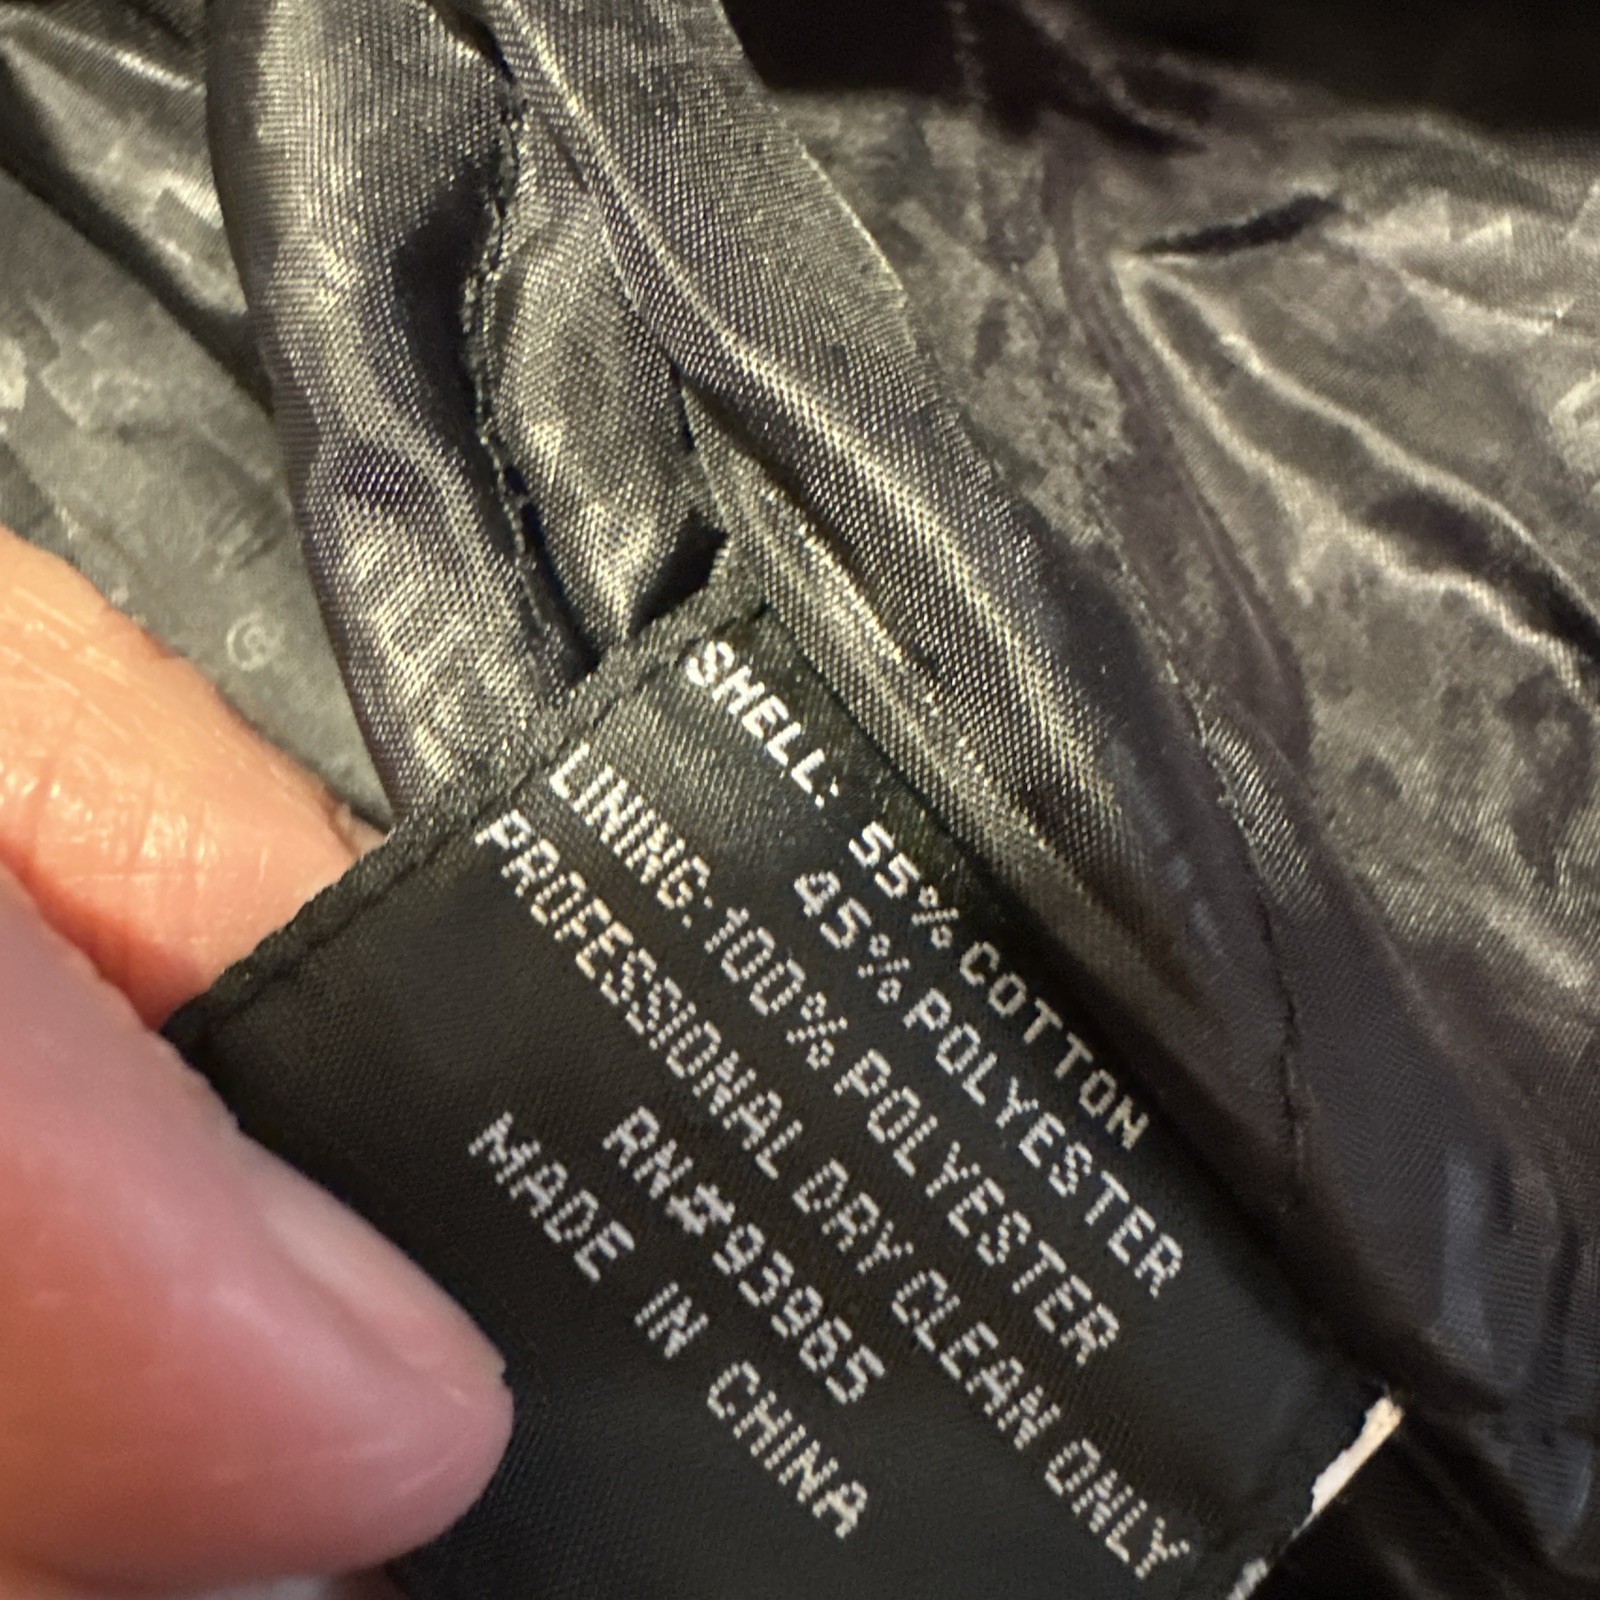 SHELL: 55% COTTON
45% POLYESTER
LINING: 100% POLYESTER
PROFESSIONAL DRY CLEAN ONLY
RN#93965
MADE IN CHINA